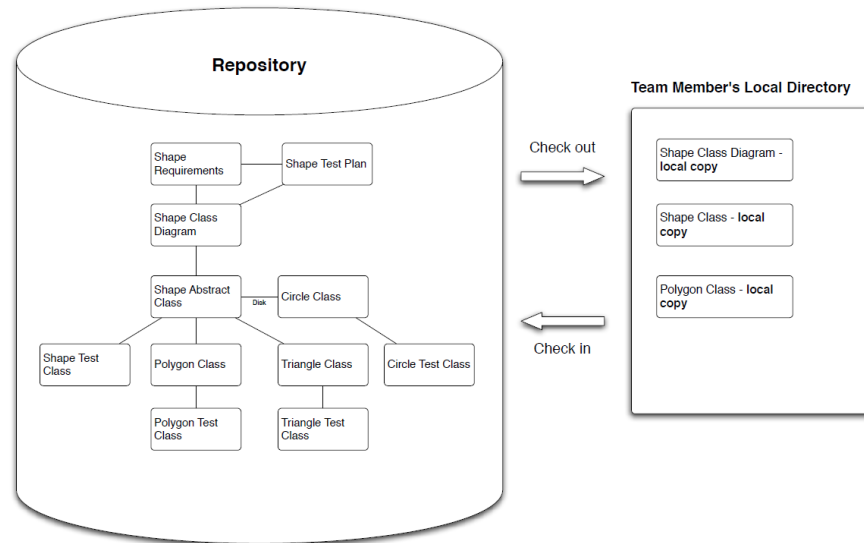 Repository
Team Member's Local Directory
Shape
Requirements
Shape Test Plan
Check out
Shape Class Diagram -
local copy
Shape Class
Diagram
Shape Class - local
copy
Shape Abstract
Class
Disk
Circle Class
Polygon Class - local
copy
Check in
Shape Test
Class
Polygon Class
Triangle Class
Circle Test Class
Polygon Test
Class
Triangle Test
Class